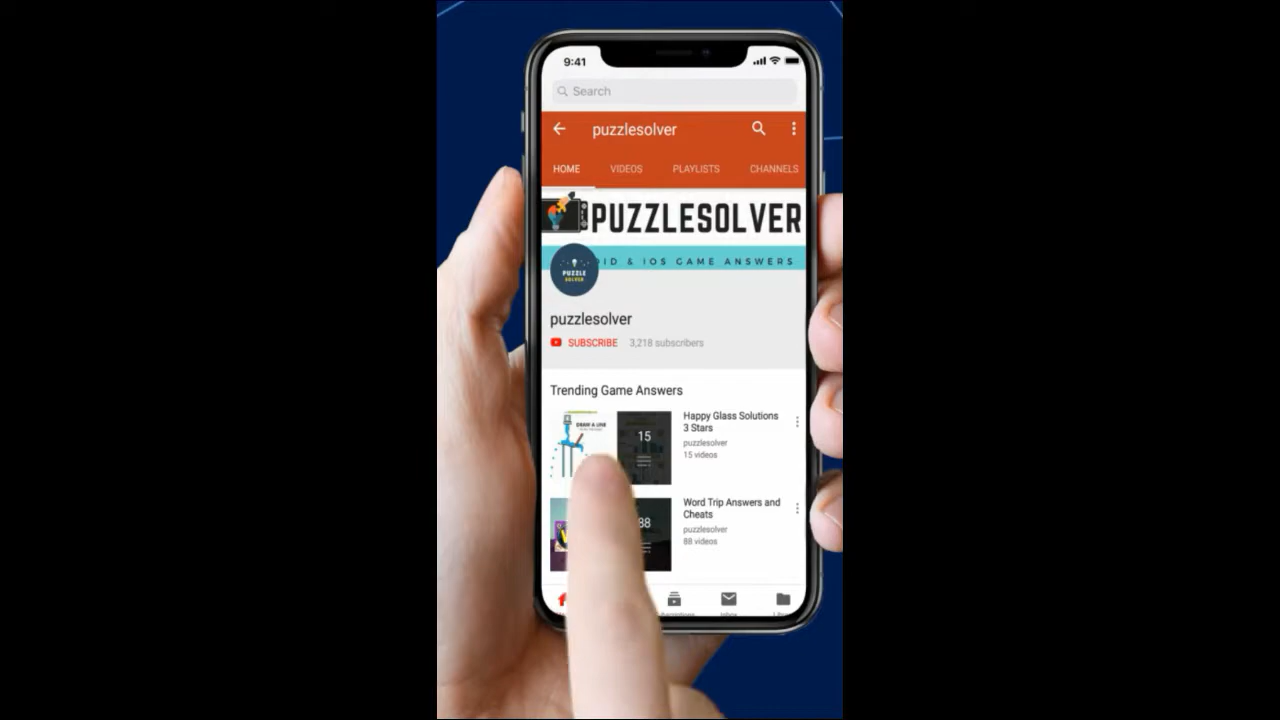 9:41
Search
puzzlesolver
HOME VIDEOS PLAYLISTS CHANNELS
PUZZLESOLVER
& IOS GAME ANSWERS
PUZZLE
SOLVER
puzzlesolver
SUBSCRIBE 3,218 subscribers
Trending Game Answers
DRAW A LINE
15
Happy Glass Solutions
3 Stars
puzzlesolver
15 videos
88
Word Trip Answers and
Cheats
puzzlesolver
88 videos